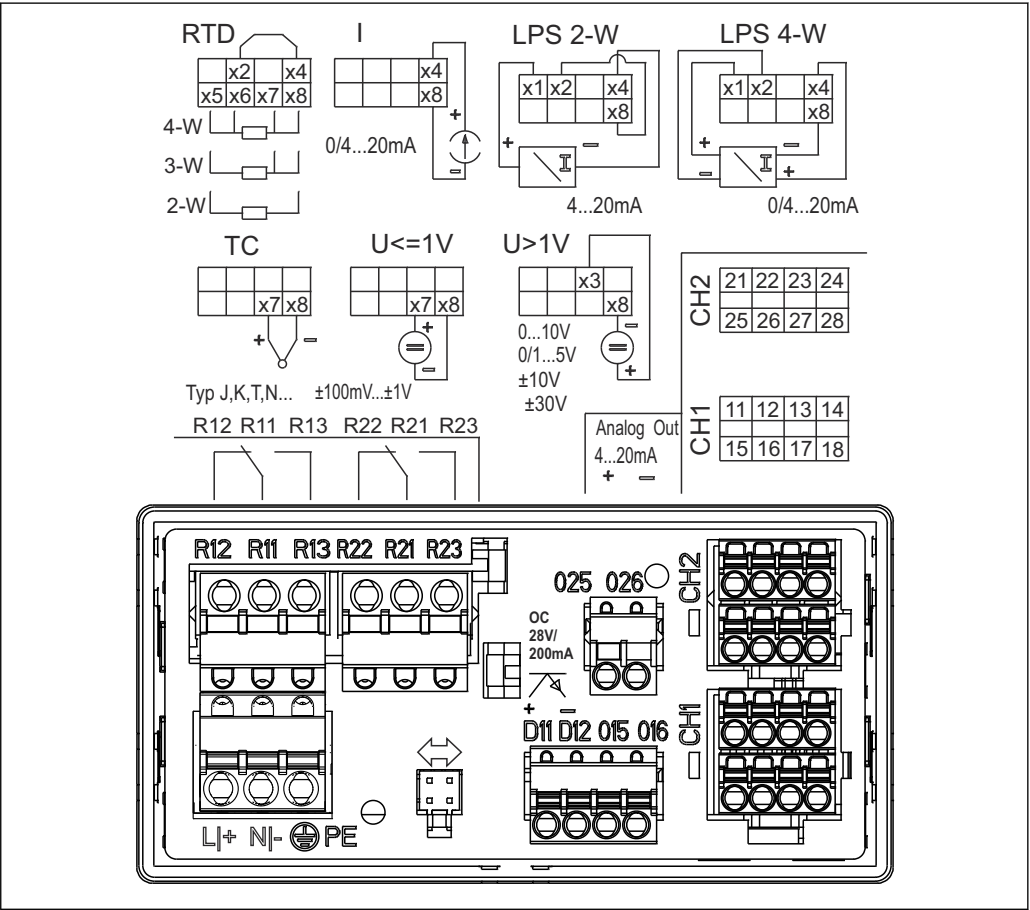 RTD I LPS 2-W LPS 4-W
x2 x4 x4 x1 x2 x4 x1 x2 x4
x5 x6 x7 x8 x8 x8 x8
4-W + + - + -
0/4...20mA
3-W - I - I +
2-W 4...20mA 0/4...20mA
TC U<=1V U>1V
x3
x7 x8 x7 x8 x8
+ - + - - +
0...10V
0/1...5V
±10V
±30V
Typ J,K,T,N... ±100mV...±1V
CH2
21 22 23 24
25 26 27 28
CH1
11 12 13 14
15 16 17 18
R12 R11 R13 R22 R21 R23
Analog Out
4...20mA
+ -
R12 R11 R13 R22 R21 R23
O25 O26
CH2
OC
28V/
200mA
+ -
D11 D12 O15 O16
CH1
L|+ N|- PE